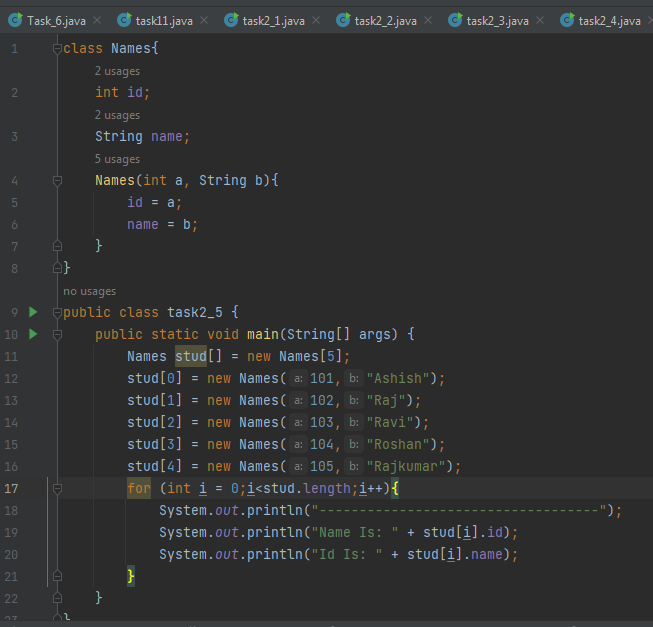 Task_6.java × task11.java × task2_1.java × task2_2.java × task2_3.java × task2_4.java
1 class Names{
2 usages
2 int id;
2 usages
3 String name;
5 usages
4 Names(int a, String b){
5 id = a;
6 name = b;
7 }
8 }
no usages
9 public class task2_5 {
10 public static void main(String[] args) {
11 Names stud[] = new Names[5];
12 stud[0] = new Names( a: 101, b: "Ashish");
13 stud[1] = new Names( a: 102, b: "Raj");
14 stud[2] = new Names( a: 103, b: "Ravi");
15 stud[3] = new Names( a: 104, b: "Roshan");
16 stud[4] = new Names( a: 105, b: "Rajkumar");
17 for (int i = 0;i<stud.length;i++){
18 System.out.println("-----------------------------------");
19 System.out.println("Name Is: " + stud[i].id);
20 System.out.println("Id Is: " + stud[i].name);
21 }
22 }
23 }